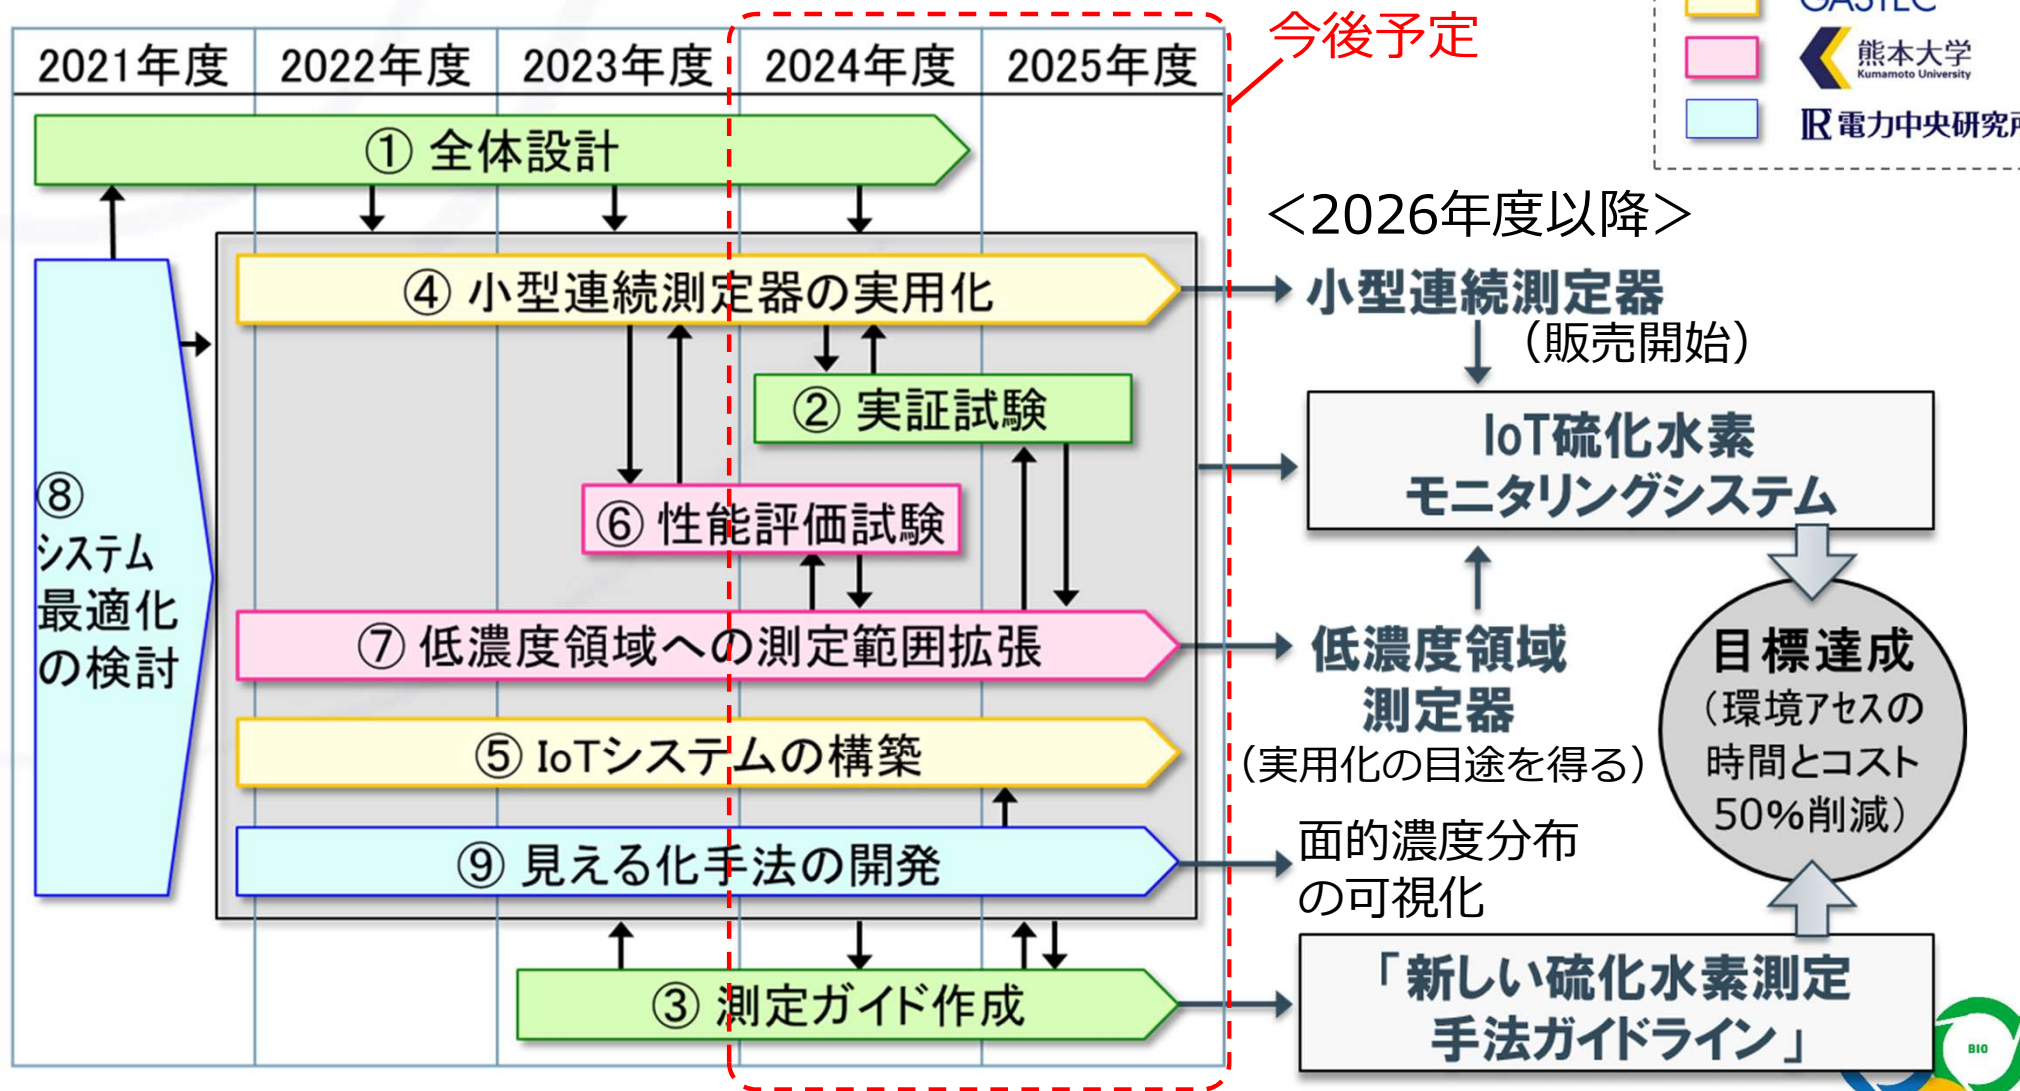 2021年度
2022年度
2023年度
2024年度
2025年度
今後予定
熊本大学
Kumamoto University
電力中央研究所
① 全体設計
＜2026年度以降＞
④ 小型連続測定器の実用化
小型連続測定器
（販売開始）
② 実証試験
IoT硫化水素
モニタリングシステム
⑧
システム
最適化
の検討
⑥ 性能評価試験
⑦ 低濃度領域への測定範囲拡張
低濃度領域
測定器
（実用化の目途を得る）
目標達成
（環境アセスの
時間とコスト
50%削減）
⑤ IoTシステムの構築
⑨ 見える化手法の開発
面的濃度分布
の可視化
③ 測定ガイド作成
「新しい硫化水素測定
手法ガイドライン」
BIO